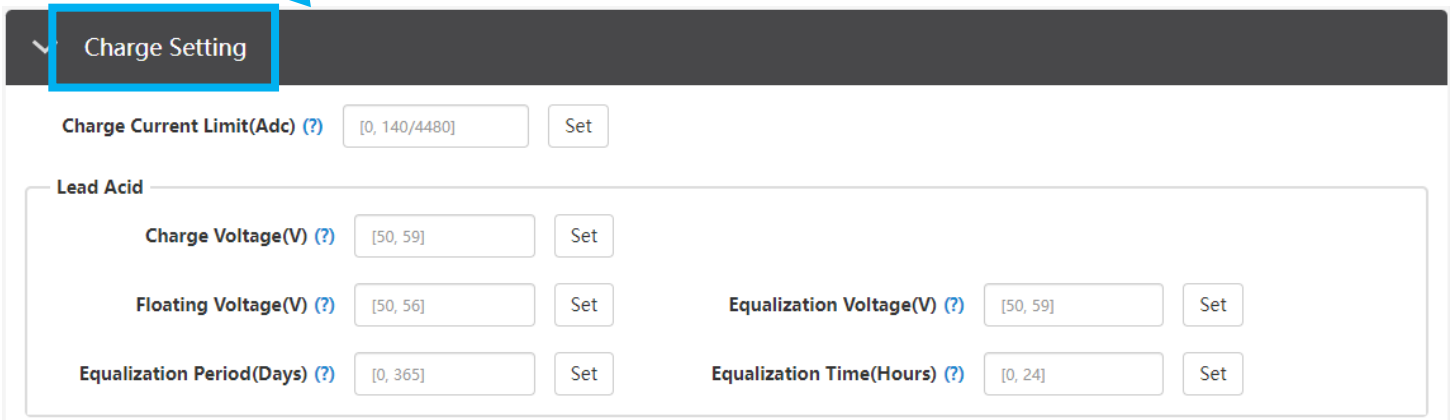 Charge Setting
Charge Current Limit(Adc) (?) [0, 140/4480] Set
Lead Acid
Charge Voltage(V) (?) [50, 59] Set
Floating Voltage(V) (?) [50, 56] Set Equalization Voltage(V) (?) [50, 59] Set
Equalization Period(Days) (?) [0, 365] Set Equalization Time(Hours) (?) [0, 24] Set